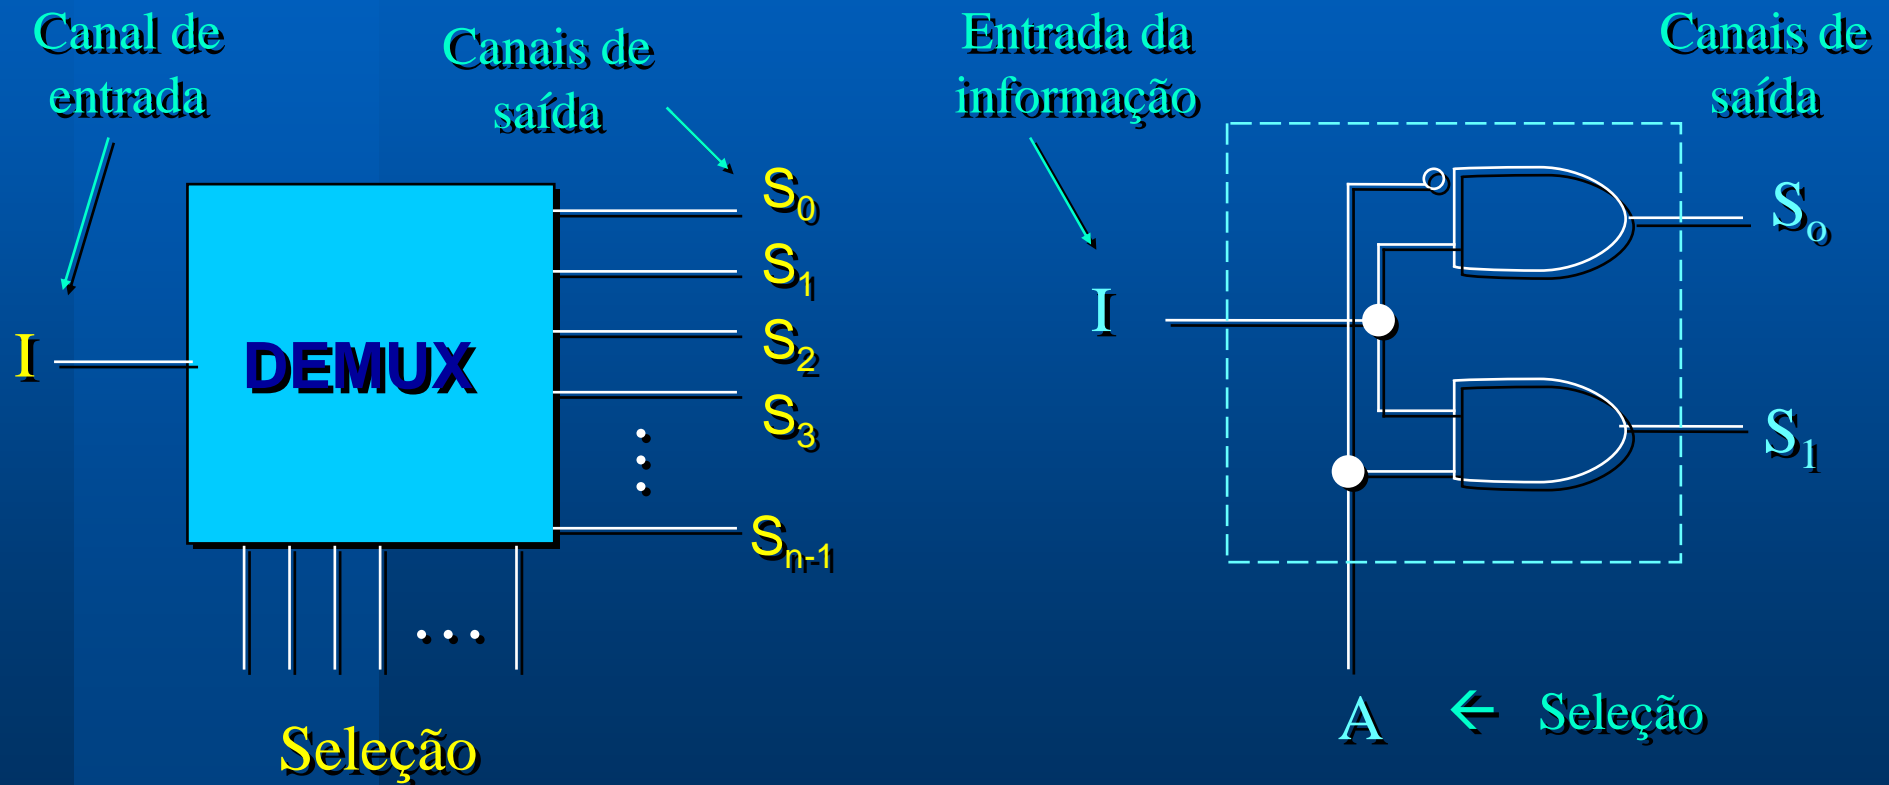 Canal de
entrada
Canais de
saída
Entrada da
informação
Canais de
saída
S0
S1
S2
S3
Sn-1
I
DEMUX
Seleção
I
So
S1
A ← Seleção